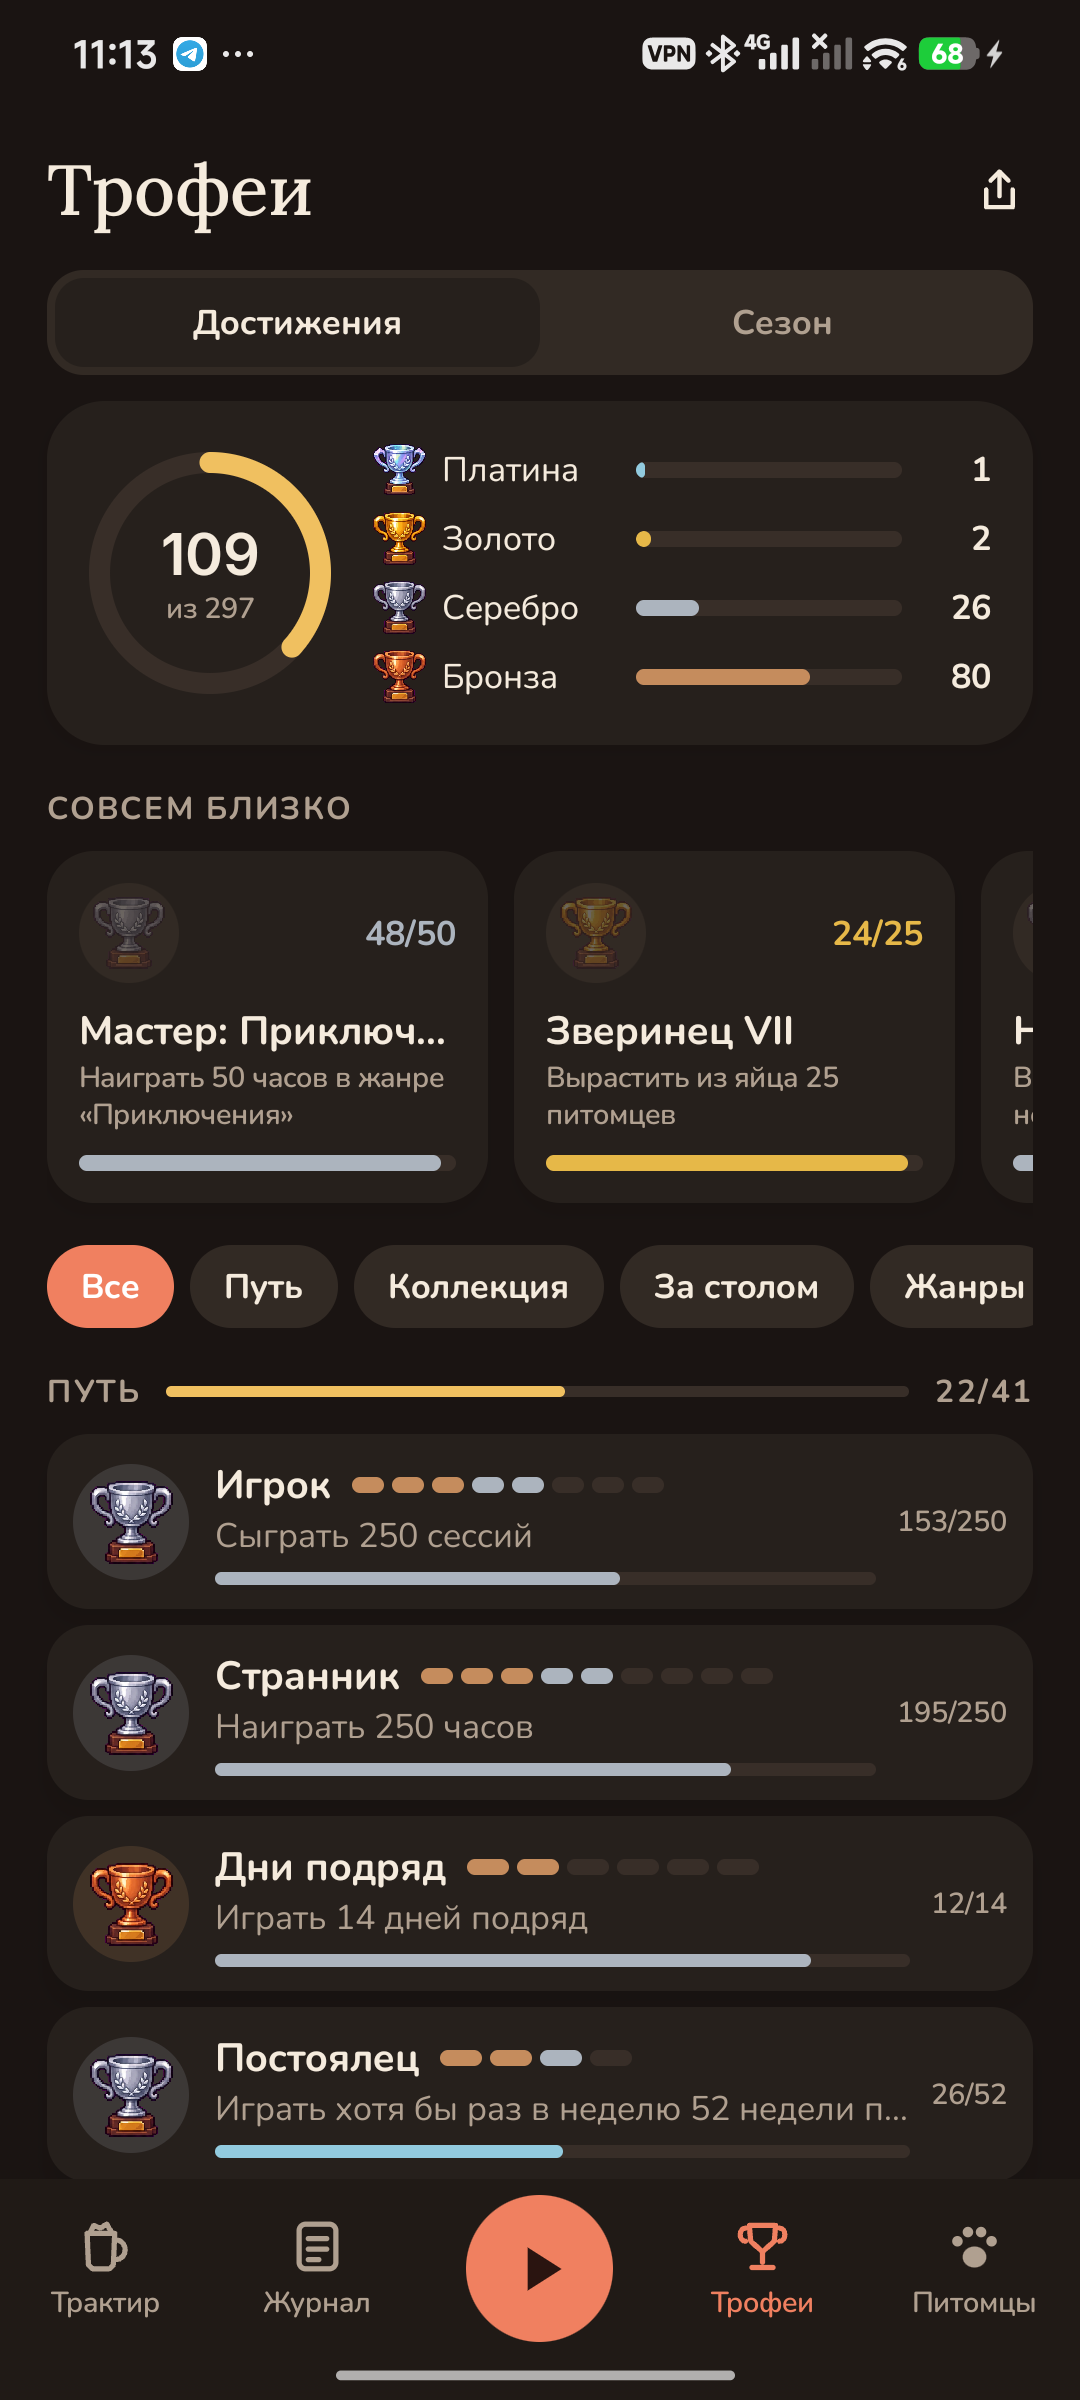 11:13
VPN 4G 6 68
Трофеи
Достижения Сезон
109
из 297
Платина 1
Золото 2
Серебро 26
Бронза 80
СОВСЕМ БЛИЗКО
48/50
Мастер: Приключ...
Наиграть 50 часов в жанре
«Приключения»
24/25
Зверинец VII
Вырастить из яйца 25
питомцев
Все Путь Коллекция За столом Жанры
ПУТЬ 22/41
Игрок
Сыграть 250 сессий
153/250
Странник
Наиграть 250 часов
195/250
Дни подряд
Играть 14 дней подряд
12/14
Постоялец
Играть хотя бы раз в неделю 52 недели п...
26/52
Трактир Журнал Трофеи Питомцы